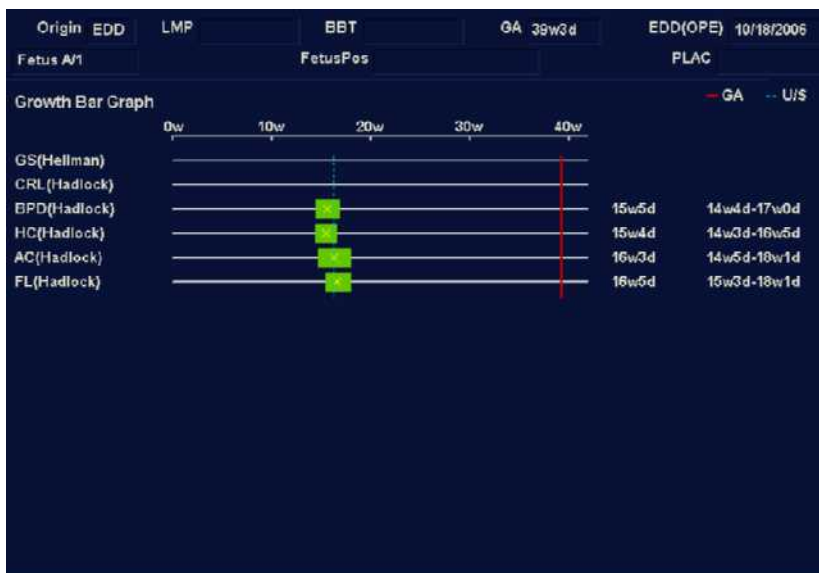 Origin EDD LMP BBT GA 39w3d EDD(OPE) 10/18/2006
Fetus A/1 FetusPos PLAC
Growth Bar Graph — GA -- U/S
0w 10w 20w 30w 40w
GS(Hellman)
CRL(Hadlock)
BPD(Hadlock) 15w5d 14w4d-17w0d
HC(Hadlock) 15w4d 14w3d-16w5d
AC(Hadlock) 16w3d 14w5d-18w1d
FL(Hadlock) 16w5d 15w3d-18w1d